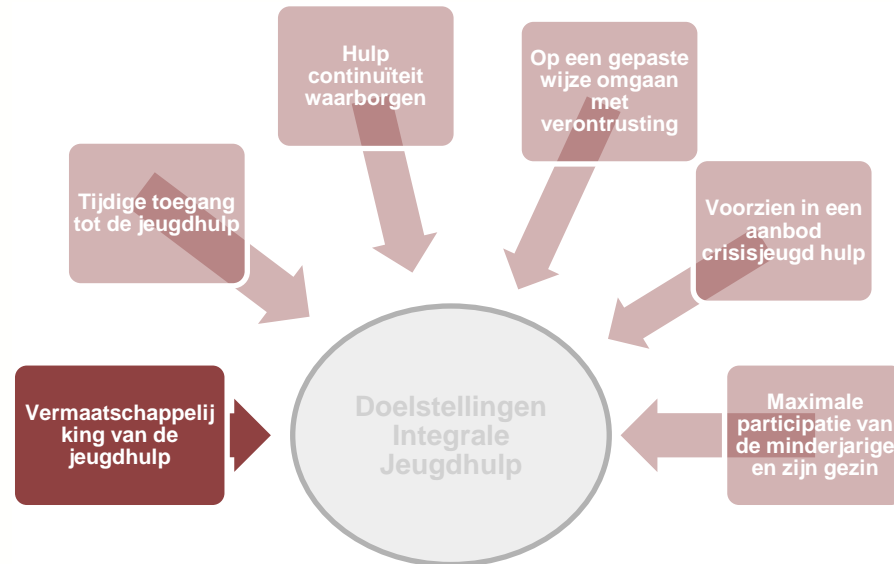 Hulp
continuïteit
waarborgen
Op een gepaste
wijze omgaan
met
verontrusting
Tijdige toegang
tot de jeugdhulp
Voorzien in een
aanbod
crisisjeugd hulp
Vermaatschappelij
king van de
jeugdhulp
Doelstellingen
Integrale
Jeugdhulp
Maximale
participatie van
de minderjarige
en zijn gezin